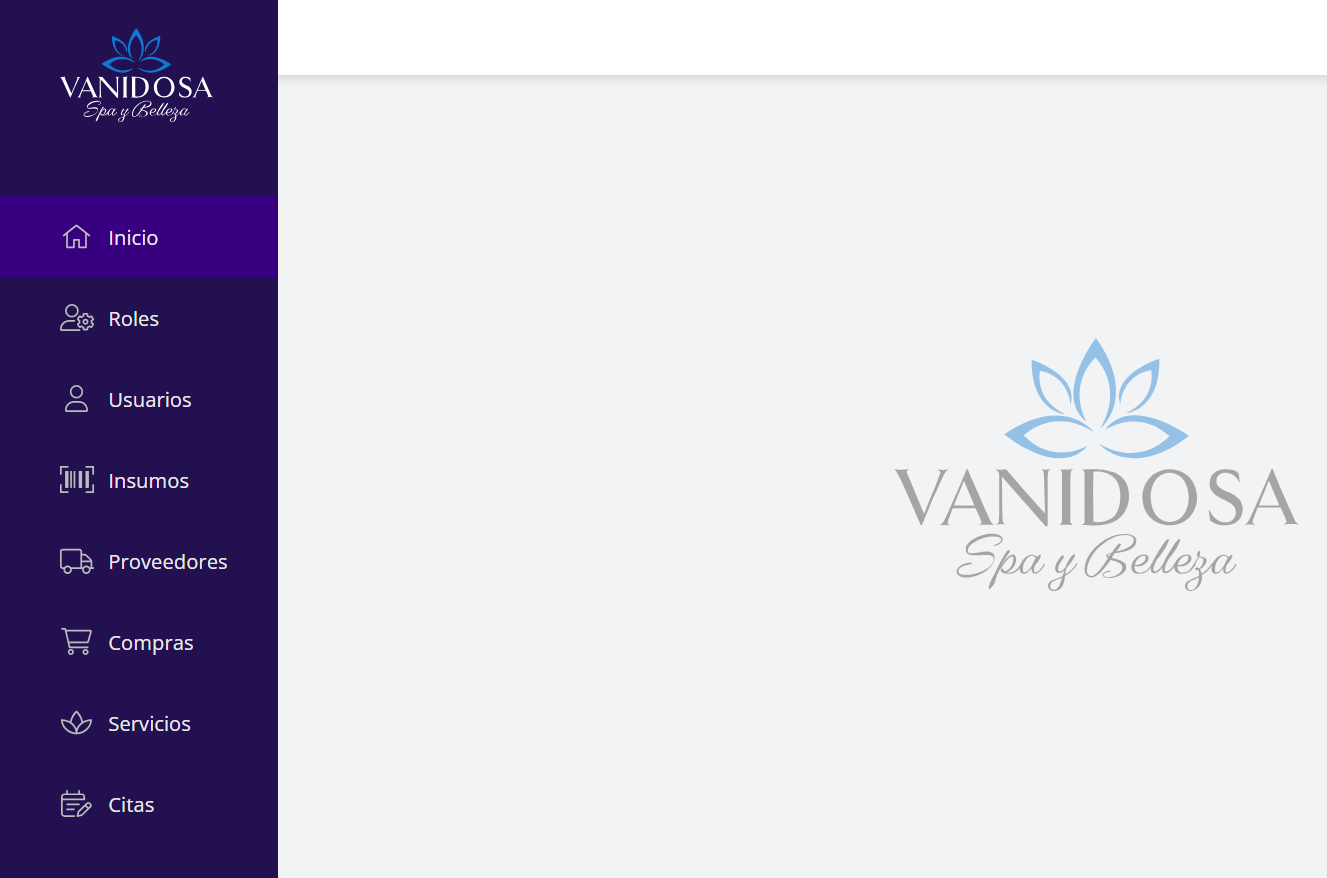 VANIDOSA
Spa y Belleza
Inicio
Roles
Usuarios
Insumos
Proveedores
Compras
Servicios
Citas
VANIDOSA
Spa y Belleza